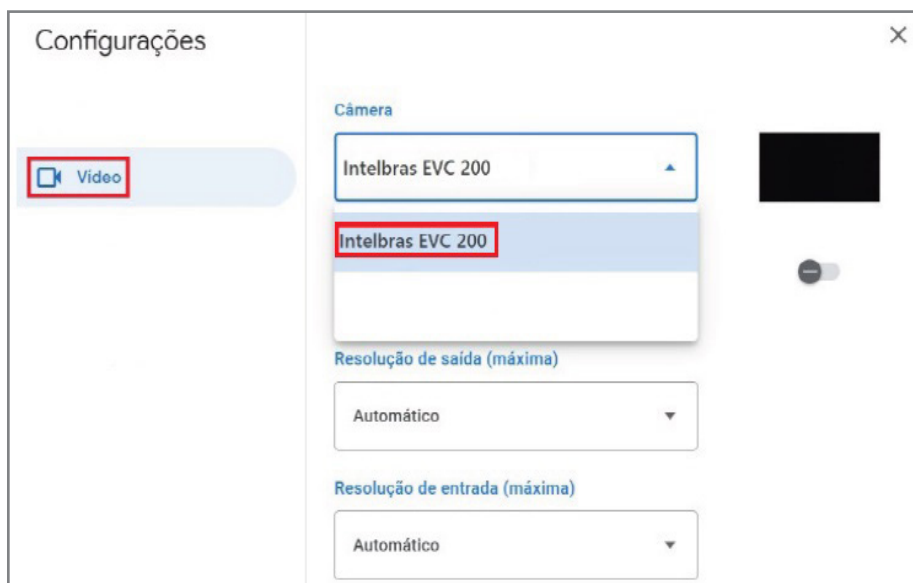 Configurações
Vídeo
Câmera
Intelbras EVC 200
Intelbras EVC 200
Resolução de saída (máxima)
Automático
Resolução de entrada (máxima)
Automático